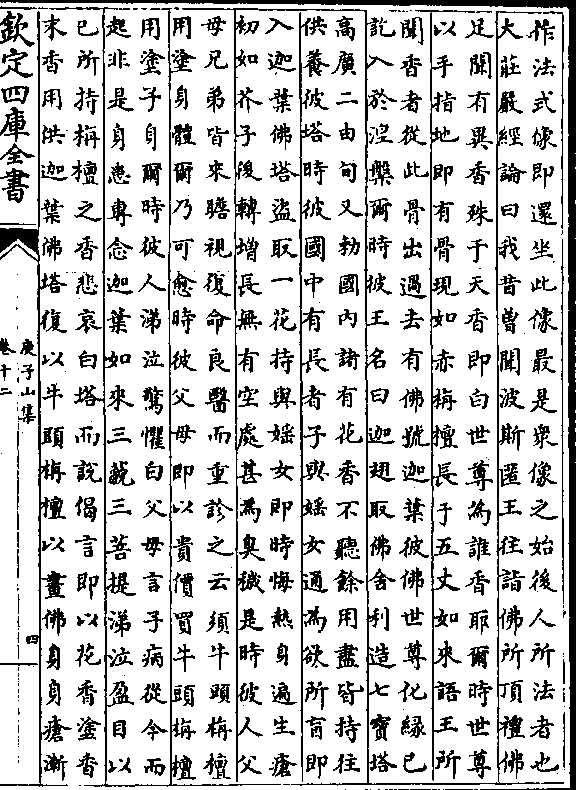 作法式像即還坐此像最是衆像之始後人所法者也
大莊嚴經論曰我昔曾聞波斯匿王往詣佛所頂禮佛
足聞有異香殊于天香即白世尊為誰香耶爾時世尊
以手指地即有骨現如赤栴檀長于五丈如來語王所
聞香者從此骨出過去有佛號迦葉彼佛世尊化縁已
訖入於涅槃爾時彼王名曰迦翅取佛舍利造七寶塔
高廣二由旬又勅國内諸有花香不聽餘用盡皆持往
供養彼塔時彼國中有長者子與婬女通為欲所盲即
入迦葉佛塔盜取一花持與婬女即時悔熱身遍生瘡
初如芥子後轉增長無有空處甚為臭穢是時彼人父
母兄弟皆來瞻視復命良醫而重診之云須牛頭栴檀
用塗身體爾乃可愈時彼父母即以貴價買牛頭栴檀
用塗子身爾時彼人涕泣驚懼白父母言子病從今而
起非是身患專念迦葉如來三藐三菩提涕泣盈目以
已所持栴檀之香悲哀白塔而說偈言即以花香塗香
末香用洪迦葉佛塔復以牛頭栴檀以畫佛身身瘡漸
欽定四庫全書
庾子山集
卷十二
四